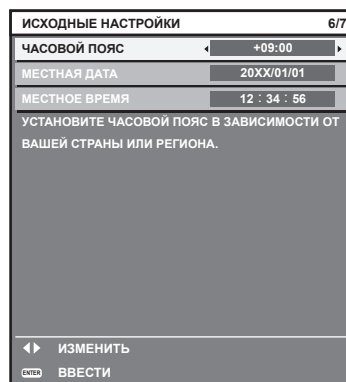 ИСХОДНЫЕ НАСТРОЙКИ 6/7
ЧАСОВОЙ ПОЯС +09:00
МЕСТНАЯ ДАТА 20XX/01/01
МЕСТНОЕ ВРЕМЯ 12 : 34 : 56
УСТАНОВИТЕ ЧАСОВОЙ ПОЯС В ЗАВИСИМОСТИ ОТ
ВАШЕЙ СТРАНЫ ИЛИ РЕГИОНА.
ИЗМЕНИТЬ
ENTER ВВЕСТИ